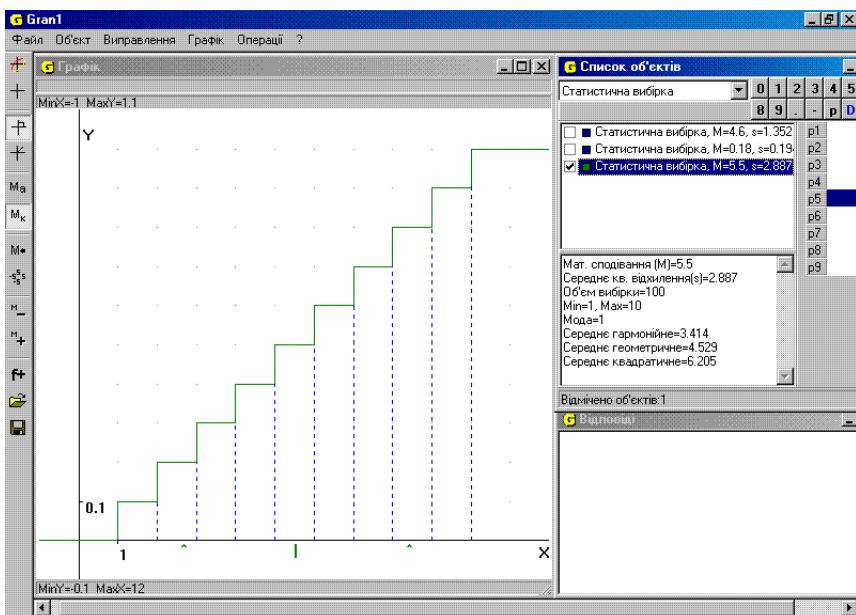 Gran1
Файл Об'єкт Виправлення Графік Операції ?
Графік
MinX=-1 MaxY=1.1
Y
0.1
1
X
MinY=-0.1 MaxX=12
Ma
Мк
М
М
f+
Список об'єктів
Статистична вибірка
0 1 2 3 4 5
8 9 . - p D
Статистична вибірка, M=4.6, s=1.352
Статистична вибірка, M=0.18, s=0.19
Статистична вибірка, M=5.5, s=2.887
p1
p2
p3
p4
p5
p6
p7
p8
p9
Мат. сподівання (M)=5.5
Середнє кв. відхилення(s)=2.887
Об'єм вибірки=100
Min=1, Max=10
Мода=1
Середнє гармонійне=3.414
Середнє геометричне=4.529
Середнє квадратичне=6.205
Відмічено об'єктів:1
Відповіді